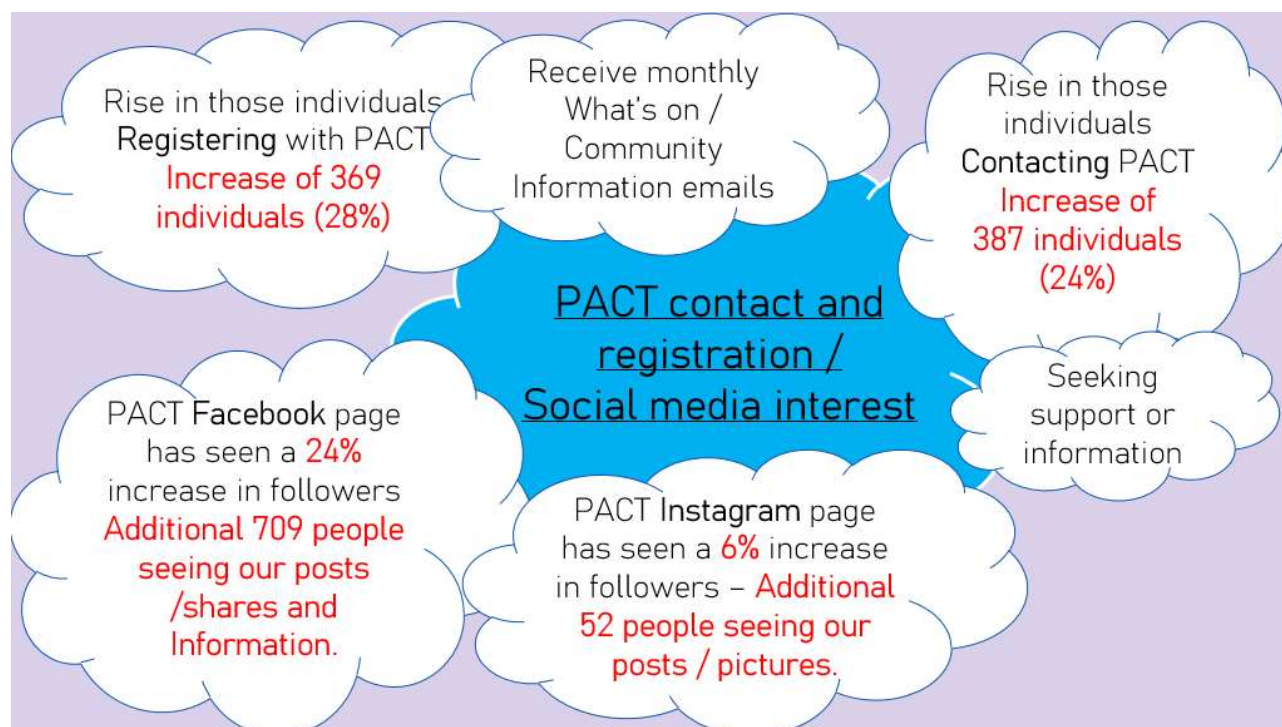 Rise in those individuals
Registering with PACT
Increase of 369
individuals (28%)
Receive monthly
What's on /
Community
Information emails
Rise in those
individuals
Contacting PACT
Increase of
387 individuals
(24%)
PACT contact and
registration /
Social media interest
Seeking
support or
information
PACT Facebook page
has seen a 24%
increase in followers
Additional 709 people
seeing our posts
/shares and
Information.
PACT Instagram page
has seen a 6% increase
in followers – Additional
52 people seeing our
posts / pictures.